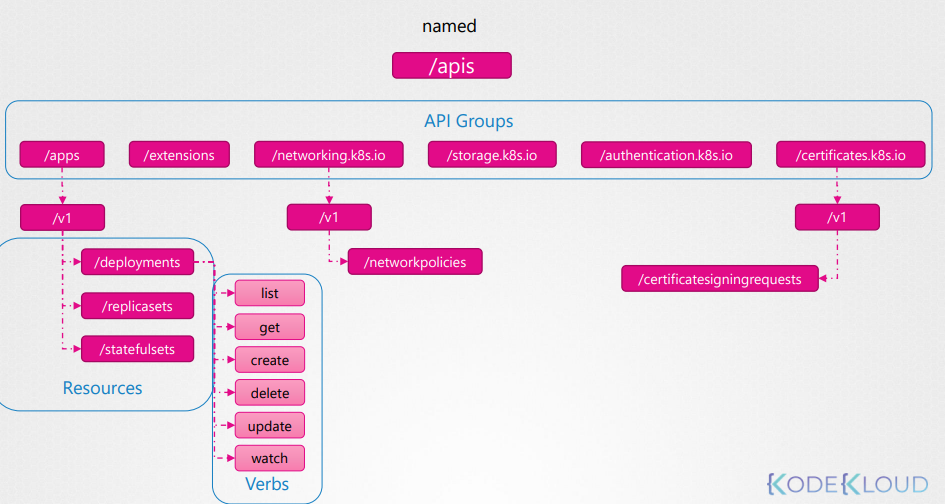 named
/apis
API Groups
/apps
/extensions
/networking.k8s.io
/storage.k8s.io
/authentication.k8s.io
/certificates.k8s.io
/v1
/v1
/v1
/deployments
/networkpolicies
/certificatesigningrequests
/replicasets
/statefulsets
Resources
list
get
create
delete
update
watch
Verbs
KODEKLOUD